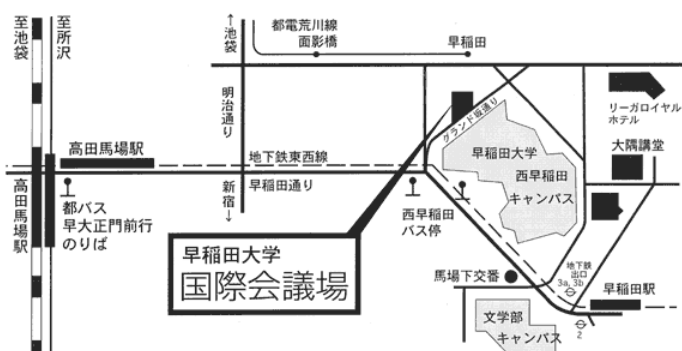 至池袋
至所沢
←池袋
都電荒川線
面影橋
早稲田
明治通り
グランド坂通り
リーガロイヤル
ホテル
高田馬場駅
地下鉄東西線
早稲田大学
西早稲田
キャンパス
大隈講堂
早稲田通り
新宿→
高田馬場駅
都バス
早大正門前行
のりば
西早稲田
バス停
早稲田大学
国際会議場
馬場下交番
地下鉄
出口
3a, 3b
早稲田駅
文学部
キャンパス
2